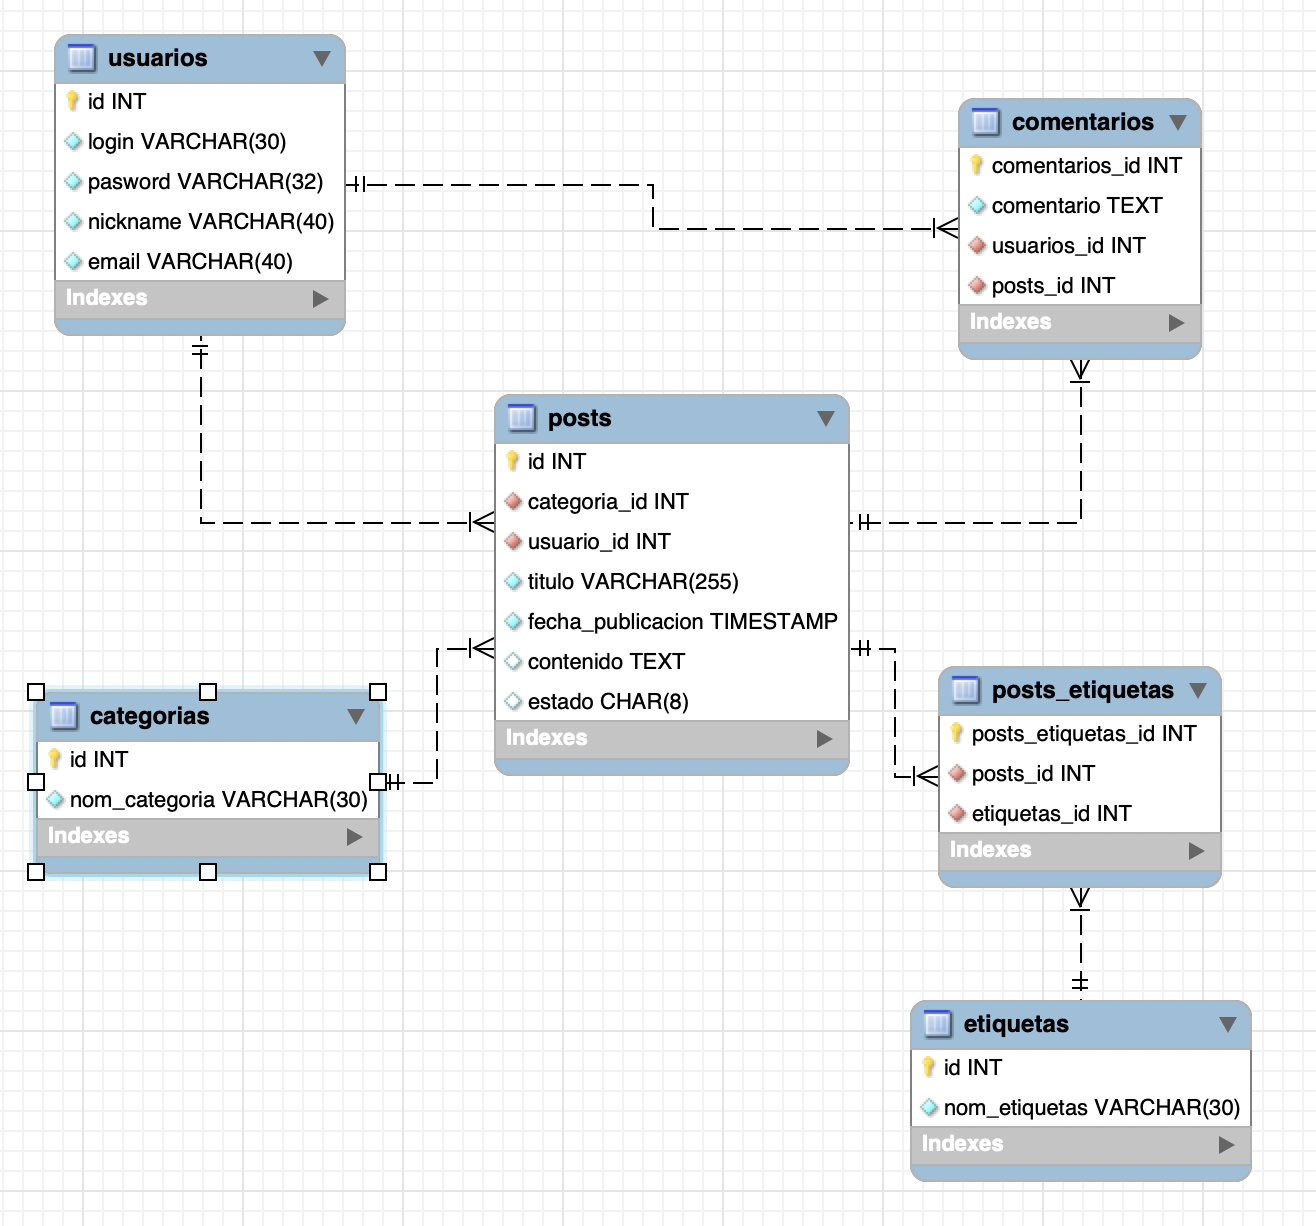 usuarios
id INT
login VARCHAR(30)
pasword VARCHAR(32)
nickname VARCHAR(40)
email VARCHAR(40)
Indexes
comentarios
comentarios_id INT
comentario TEXT
usuarios_id INT
posts_id INT
Indexes
posts
id INT
categoria_id INT
usuario_id INT
titulo VARCHAR(255)
fecha_publicacion TIMESTAMP
contenido TEXT
estado CHAR(8)
Indexes
categorias
id INT
nom_categoria VARCHAR(30)
Indexes
posts_etiquetas
posts_etiquetas_id INT
posts_id INT
etiquetas_id INT
Indexes
etiquetas
id INT
nom_etiquetas VARCHAR(30)
Indexes